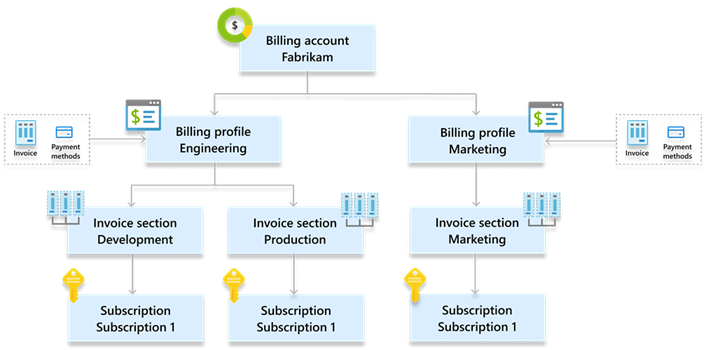 $
Billing account
Fabrikam
$
Billing profile
Engineering
$
Billing profile
Marketing
Invoice
Payment
methods
Invoice
Payment
methods
Invoice section
Development
Invoice section
Production
Invoice section
Marketing
Subscription
Subscription 1
Subscription
Subscription 1
Subscription
Subscription 1